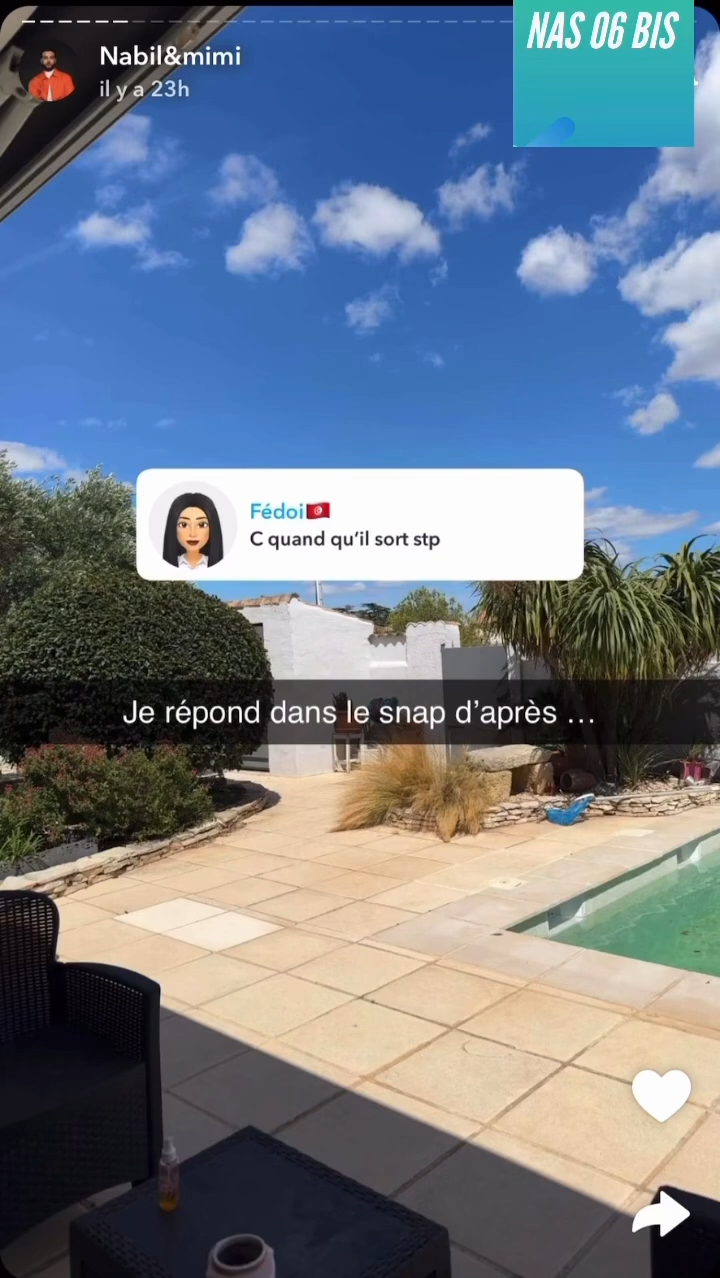 NAS 06 BIS
Nabil&mimi
il y a 23h
Fédoi🇹🇳
C quand qu'il sort stp
Je répond dans le snap d'après ...